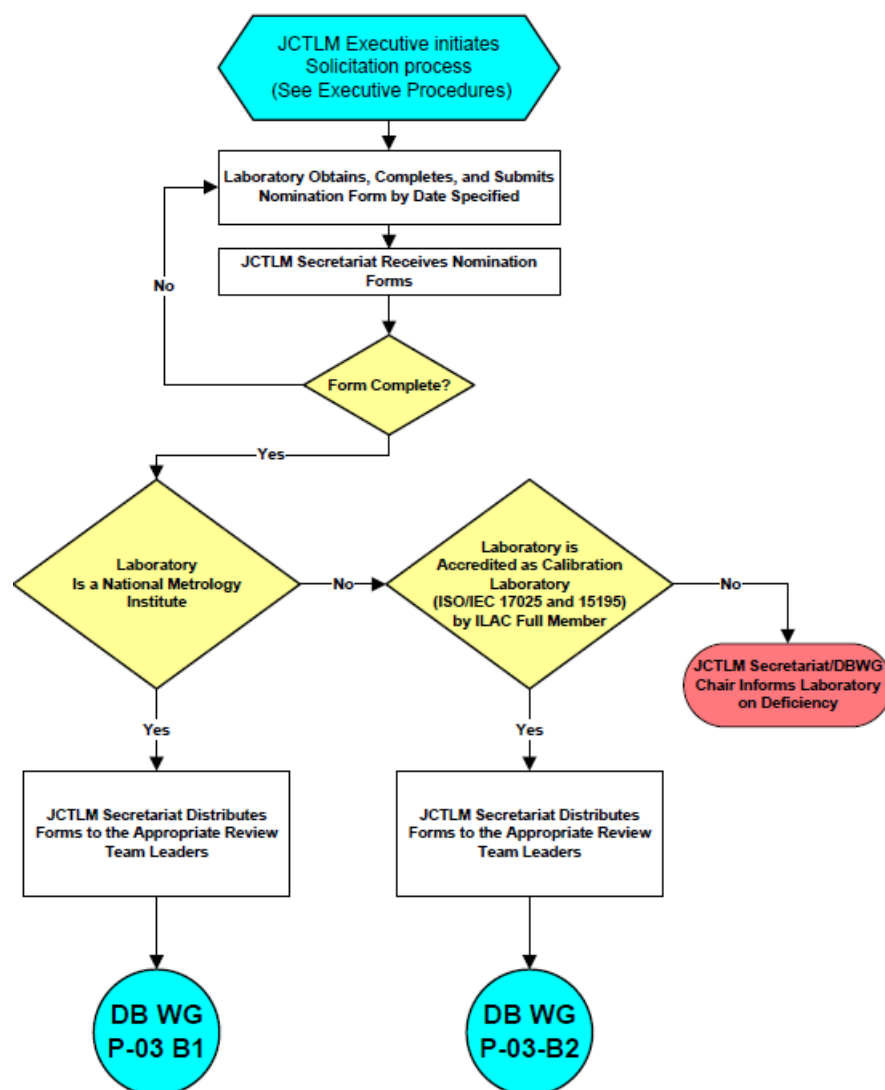 JCTLM Executive initiates
Solicitation process
(See Executive Procedures)
Laboratory Obtains, Completes, and Submits
Nomination Form by Date Specified
JCTLM Secretariat Receives Nomination
Forms
No
Form Complete?
Yes
Laboratory
Is a National Metrology
Institute
No
Laboratory is
Accredited as Calibration
Laboratory
(ISO/IEC 17025 and 15195)
by ILAC Full Member
No
JCTLM Secretariat/DBWG
Chair Informs Laboratory
on Deficiency
Yes
Yes
JCTLM Secretariat Distributes
Forms to the Appropriate Review
Team Leaders
JCTLM Secretariat Distributes
Forms to the Appropriate Review
Team Leaders
DB WG
P-03 B1
DB WG
P-03-B2